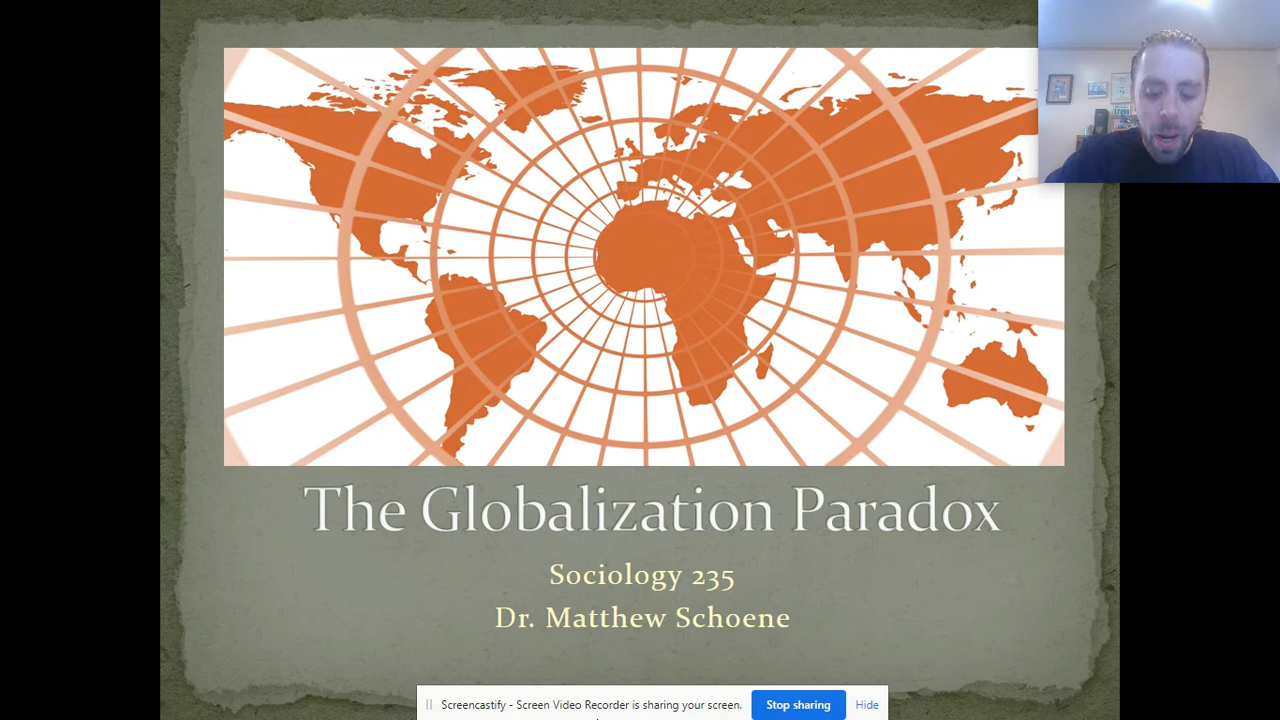 The Globalization Paradox
Sociology 235
Dr. Matthew Schoene
Screencastify - Screen Video Recorder is sharing your screen.
Stop sharing
Hide